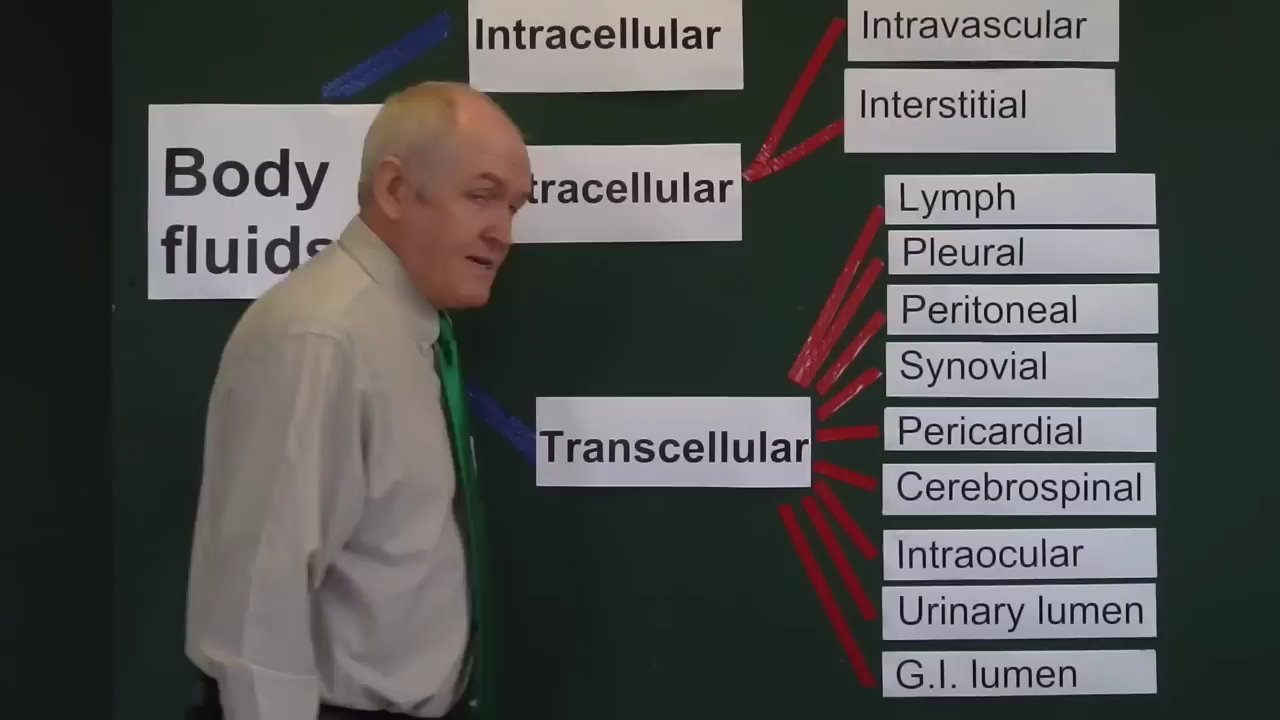 Intracellular
Intravascular
Interstitial
Body
fluids
tracellular
Lymph
Pleural
Peritoneal
Synovial
Pericardial
Transcellular
Cerebrospinal
Intraocular
Urinary lumen
G.I. lumen